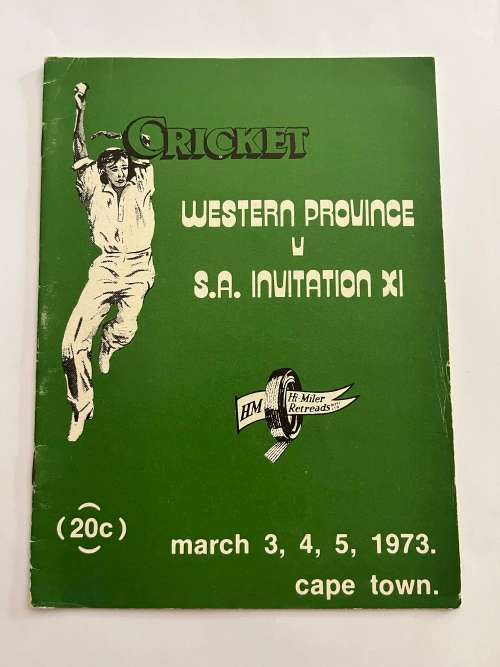 CRICKET
WESTERN PROVINCE
V
S.A. INVITATION XI
HM
Hi-Miler
Retreads
(20c)
march 3, 4, 5, 1973.
cape town.